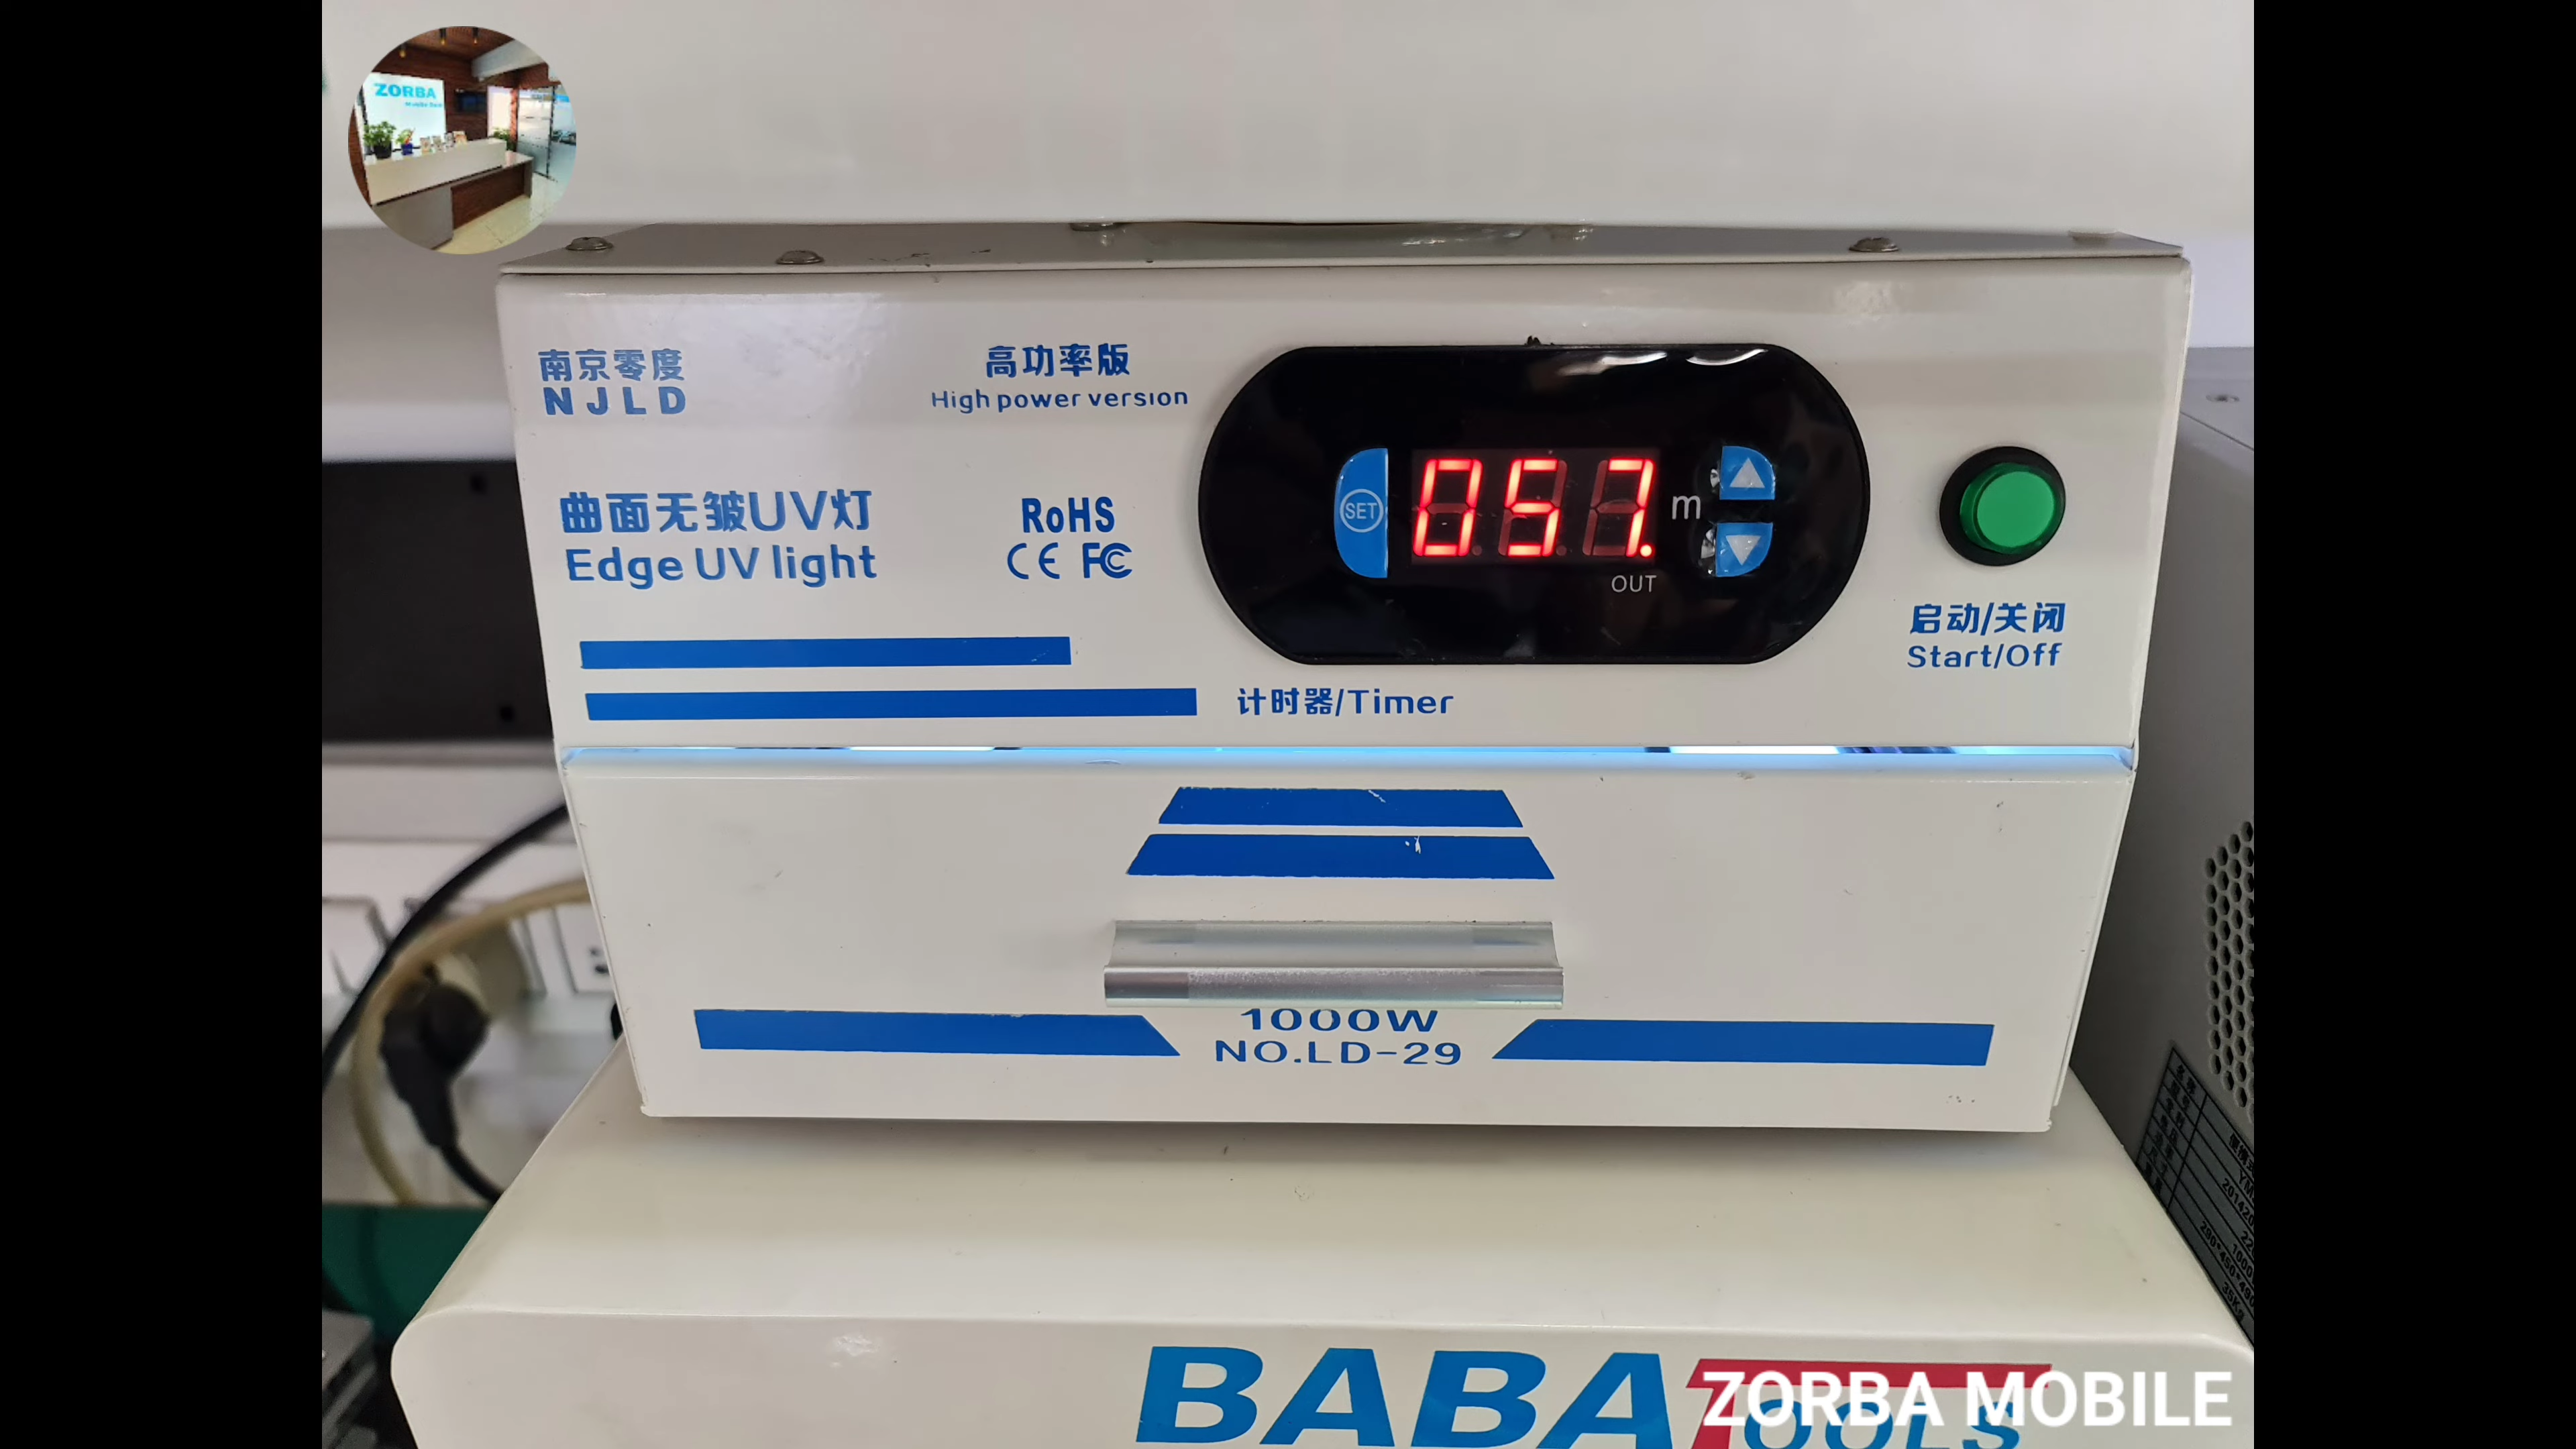 ZORBA
南京零度
NJLD
高功率版
High power version
曲面无皱UV灯
Edge UV light
RoHS
CE FC
SET
057.
m
OUT
计时器/Timer
启动/关闭
Start/Off
1000W
NO.LD-29
BABA
TOOLS
ZORBA MOBILE